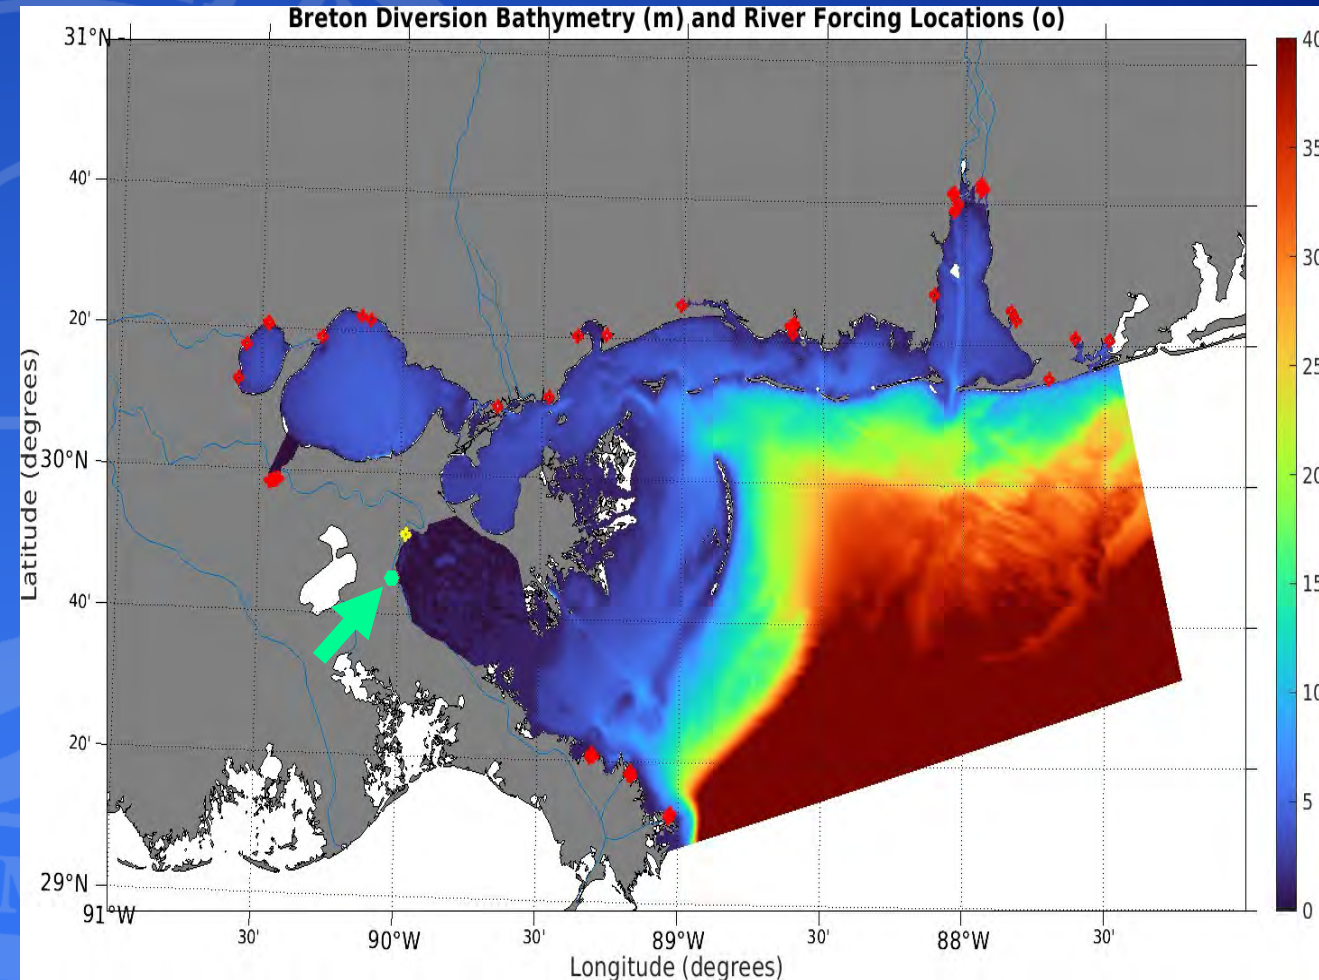 Breton Diversion Bathymetry (m) and River Forcing Locations (o)
31°N
40'
20'
30°N
40'
20'
29°N
Latitude (degrees)
91°W
30'
90°W
30'
89°W
30'
88°W
30'
Longitude (degrees)
40
35
30
25
20
15
10
5
0